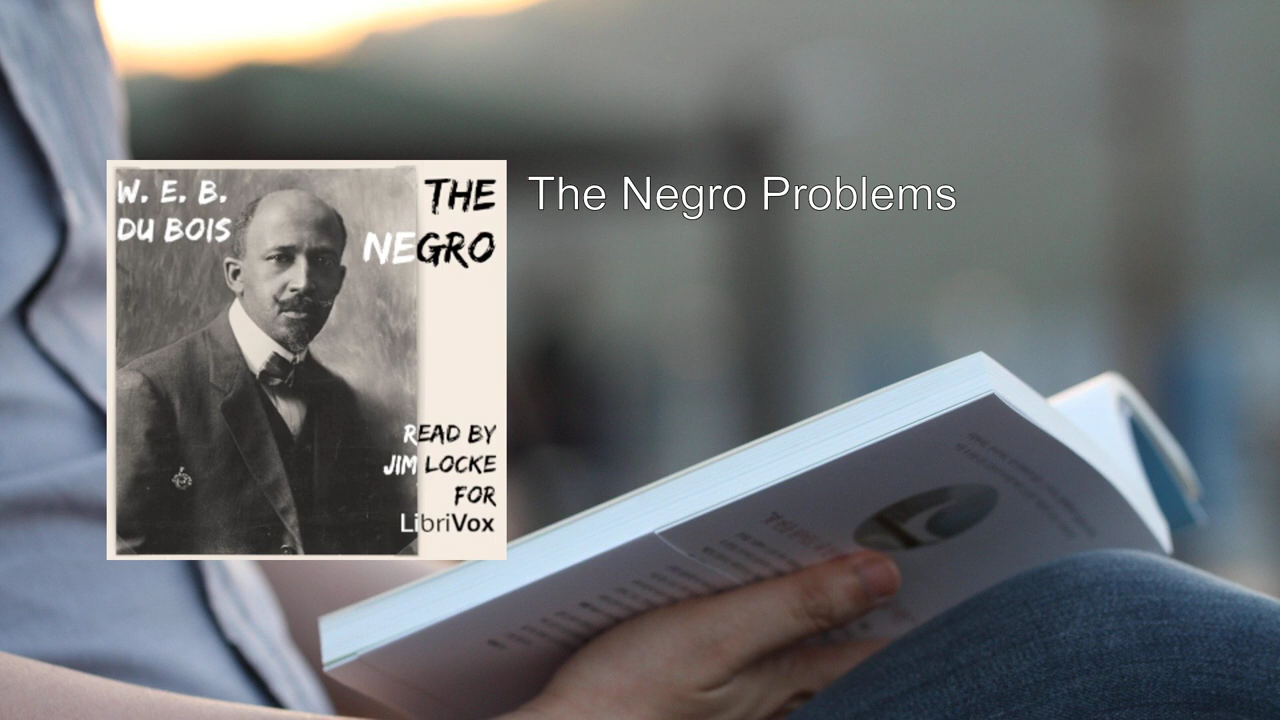 W. E. B.
DU BOIS
THE
NEGRO
READ BY
JIM LOCKE
FOR
LibriVox
The Negro Problems